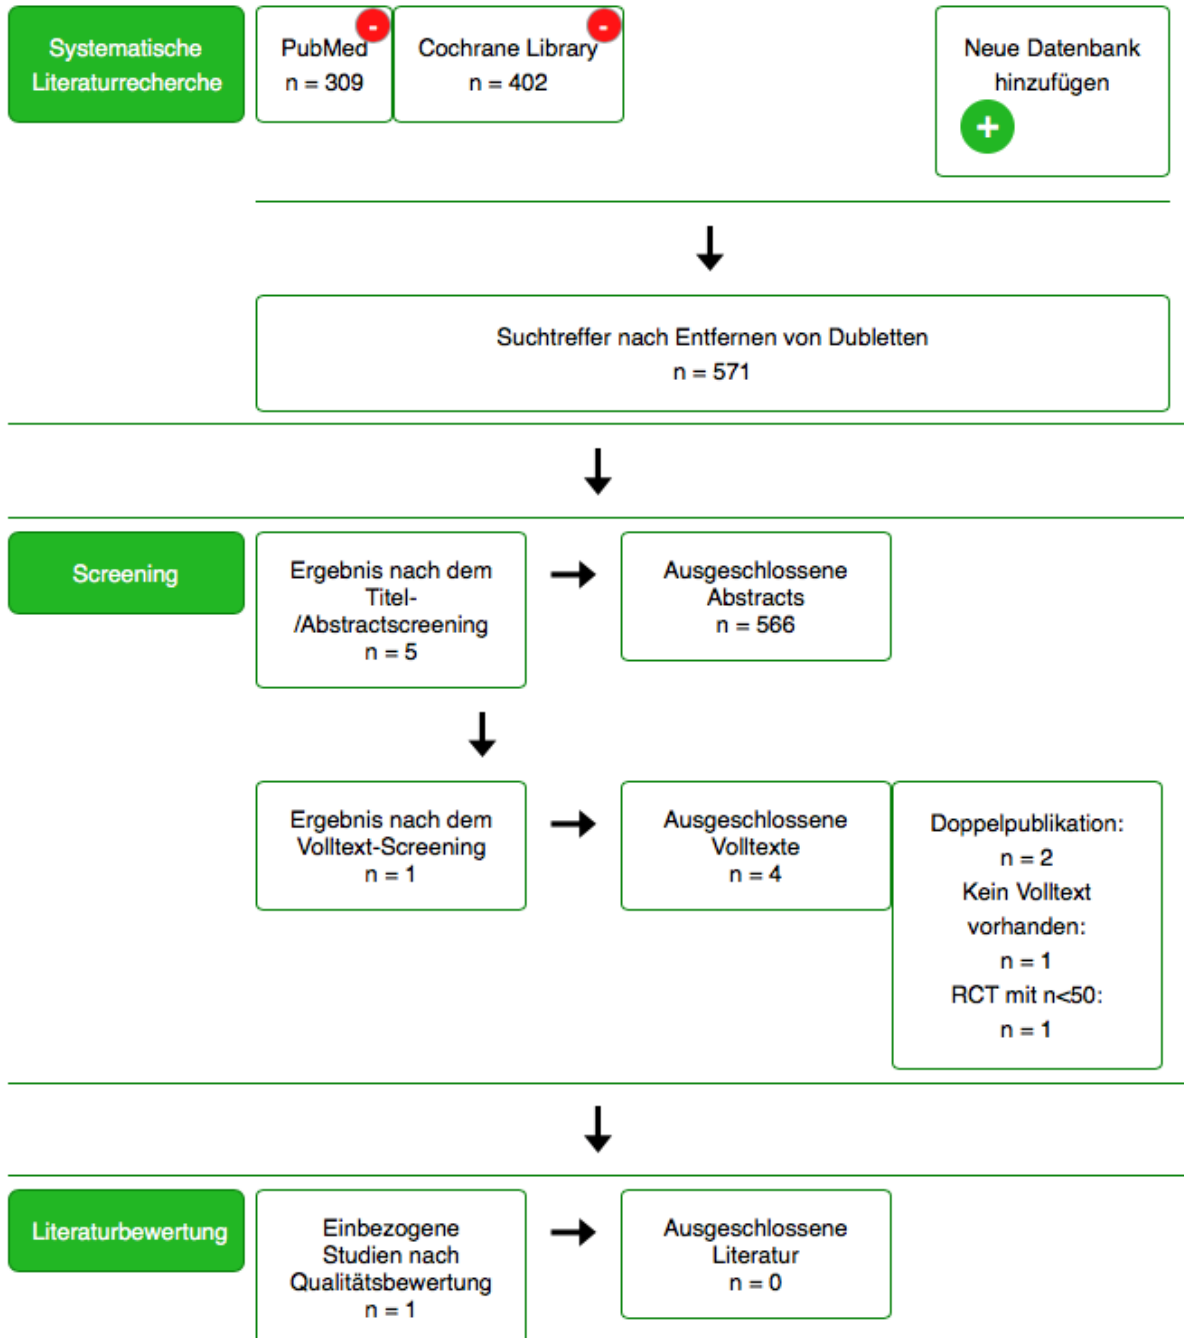 Systematische
Literaturrecherche
PubMed
n = 309
-
Cochrane Library
n = 402
-
Neue Datenbank
hinzufügen
+
Suchtreffer nach Entfernen von Dubletten
n = 571
Screening
Ergebnis nach dem
Titel-
/Abstractscreening
n = 5
Ausgeschlossene
Abstracts
n = 566
Ergebnis nach dem
Volltext-Screening
n = 1
Ausgeschlossene
Volltexte
n = 4
Doppelpublikation:
n = 2
Kein Volltext
vorhanden:
n = 1
RCT mit n<50:
n = 1
Literaturbewertung
Einbezogene
Studien nach
Qualitätsbewertung
n = 1
Ausgeschlossene
Literatur
n = 0